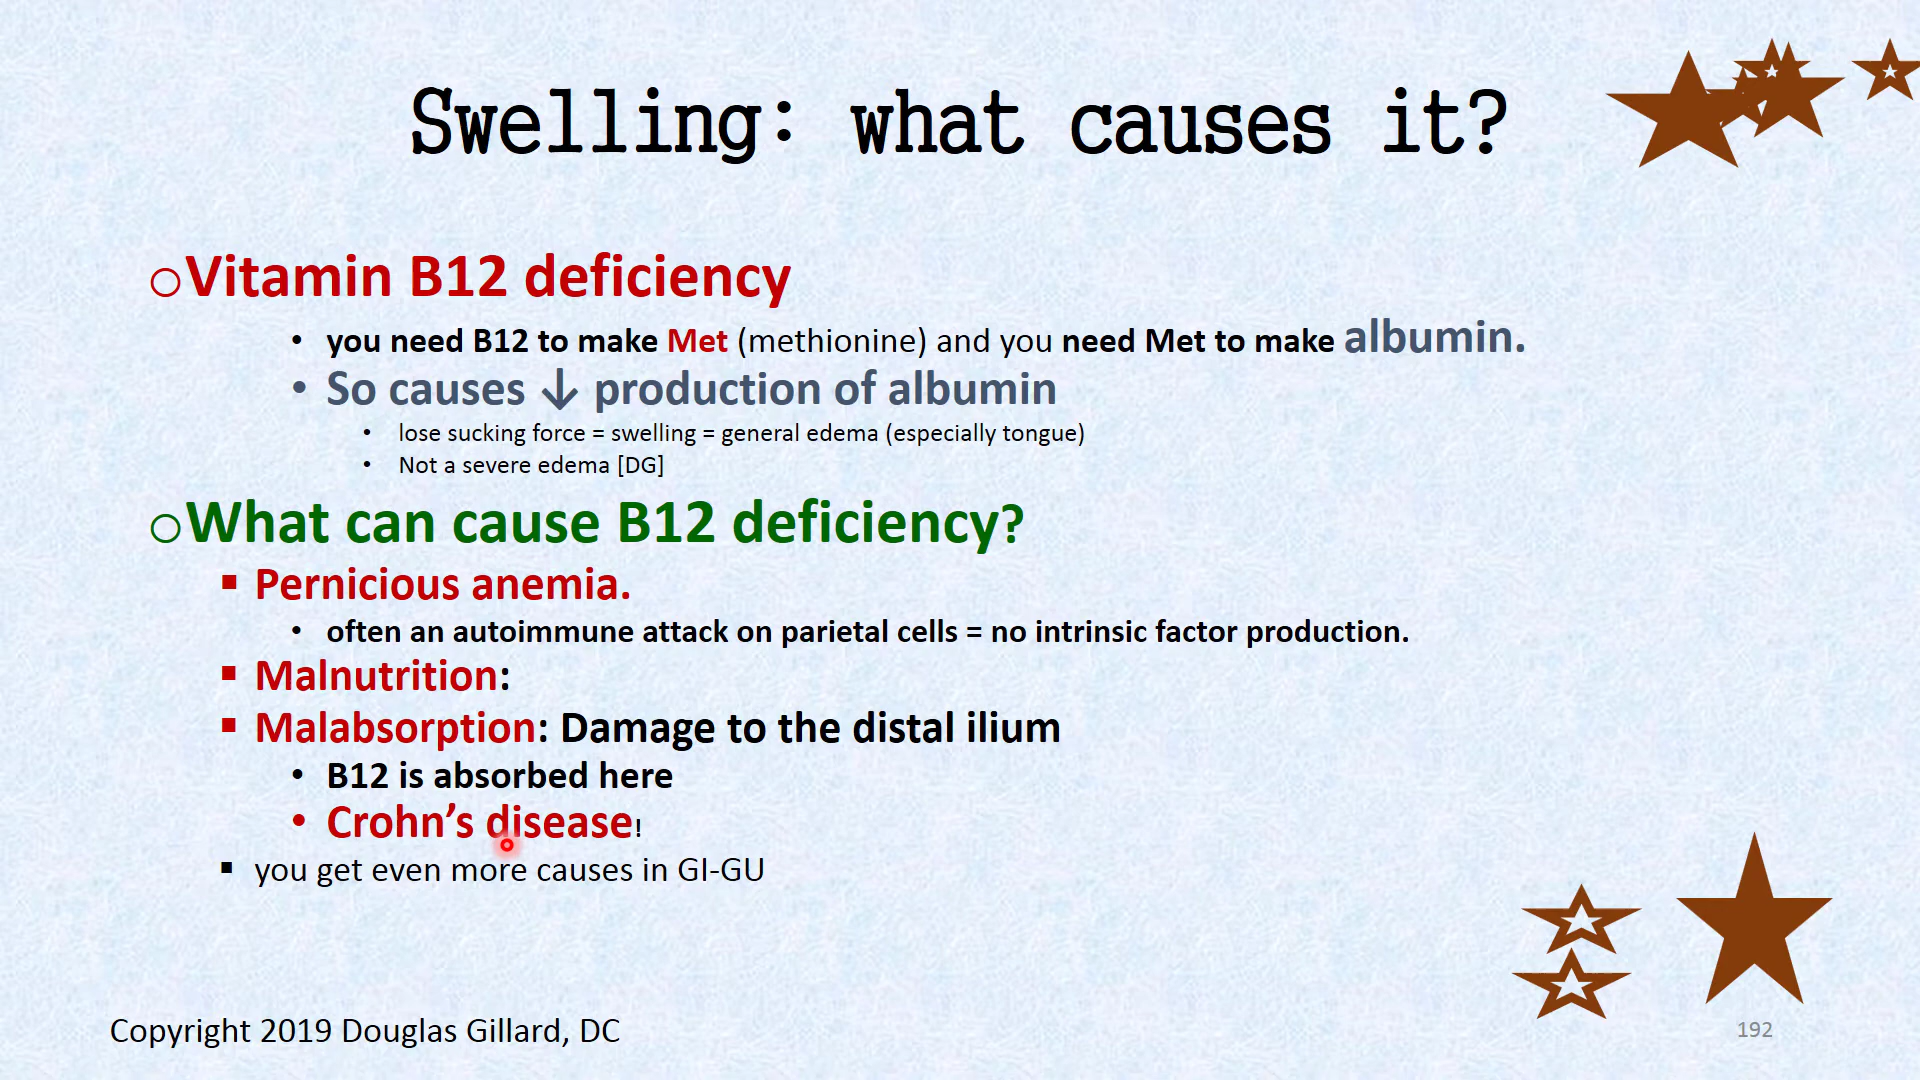 Swelling: what causes it?
Vitamin B12 deficiency
you need B12 to make Met (methionine) and you need Met to make albumin.
So causes ↓ production of albumin
lose sucking force = swelling = general edema (especially tongue)
Not a severe edema [DG]
What can cause B12 deficiency?
Pernicious anemia.
often an autoimmune attack on parietal cells = no intrinsic factor production.
Malnutrition:
Malabsorption: Damage to the distal ilium
B12 is absorbed here
Crohn’s disease!
you get even more causes in GI-GU
Copyright 2019 Douglas Gillard, DC
192